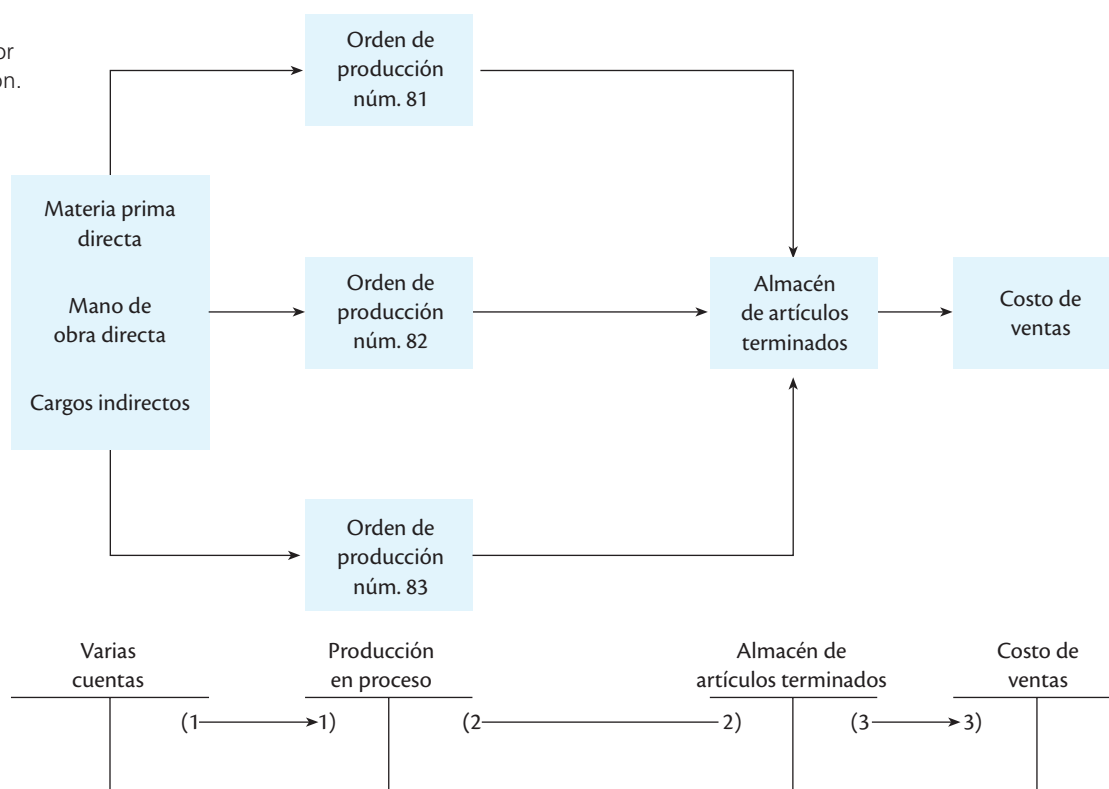 or
ón.
Orden de
producción
núm. 81
Materia prima
directa
Mano de
obra directa
Cargos indirectos
Orden de
producción
núm. 82
Almacén
de artículos
terminados
Costo de
ventas
Orden de
producción
núm. 83
Varias
cuentas
Producción
en proceso
Almacén de
artículos terminados
Costo de
ventas
(1 1) (2 2) (3 3)